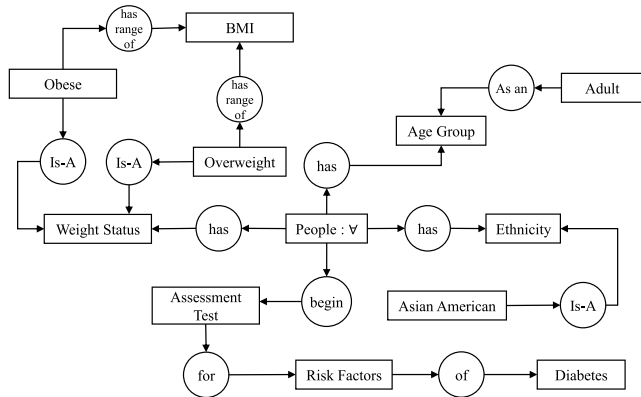 has
range
of
BMI
Obese
has
range
of
As an
Adult
Age Group
Is-A
Is-A
Overweight
has
Weight Status
has
People : ∀
has
Ethnicity
Assessment
Test
begin
Asian American
Is-A
for
Risk Factors
of
Diabetes